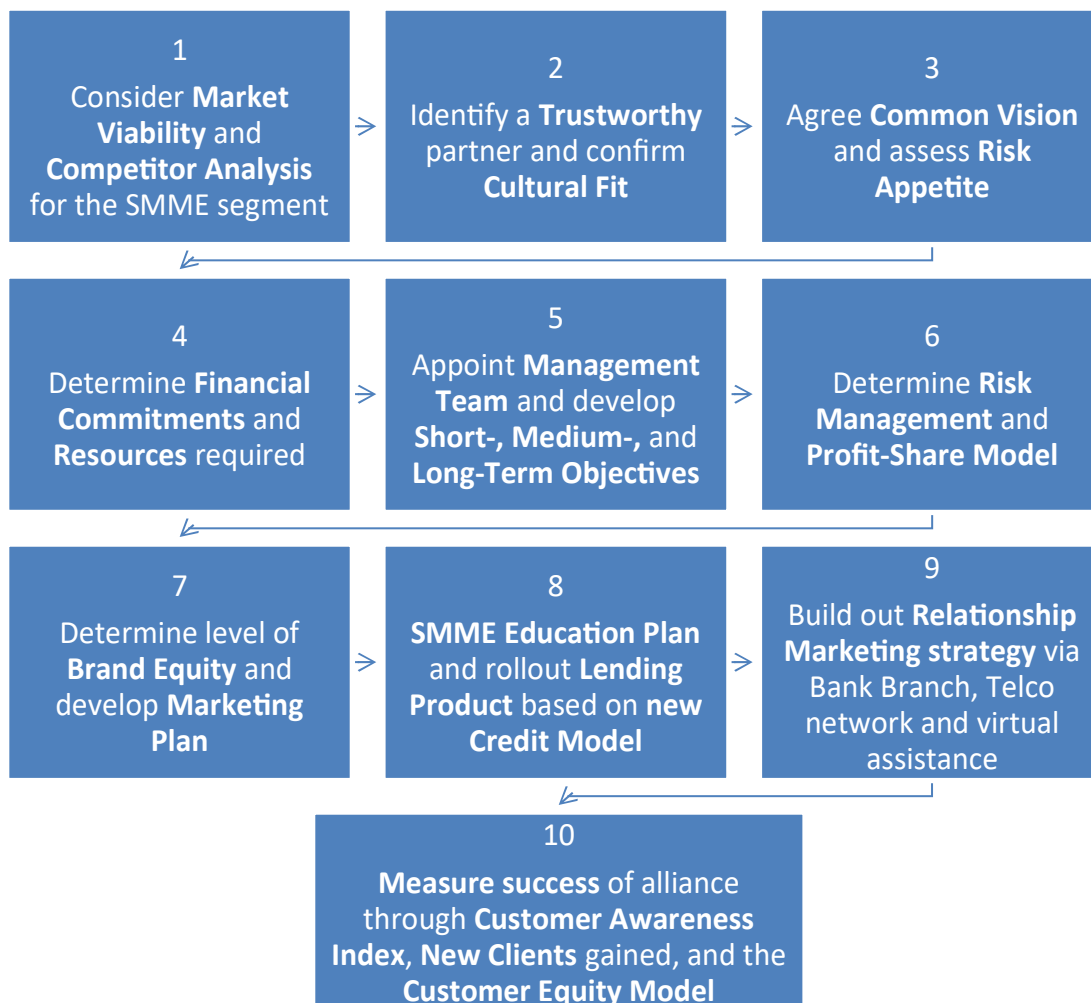 1
Consider Market
Viability and
Competitor Analysis
for the SMME segment
2
Identify a Trustworthy
partner and confirm
Cultural Fit
3
Agree Common Vision
and assess Risk
Appetite
4
Determine Financial
Commitments and
Resources required
5
Appoint Management
Team and develop
Short-, Medium-, and
Long-Term Objectives
6
Determine Risk
Management and
Profit-Share Model
7
Determine level of
Brand Equity and
develop Marketing
Plan
8
SMME Education Plan
and rollout Lending
Product based on new
Credit Model
9
Build out Relationship
Marketing strategy via
Bank Branch, Telco
network and virtual
assistance
10
Measure success of alliance
through Customer Awareness
Index, New Clients gained, and the
Customer Equity Model